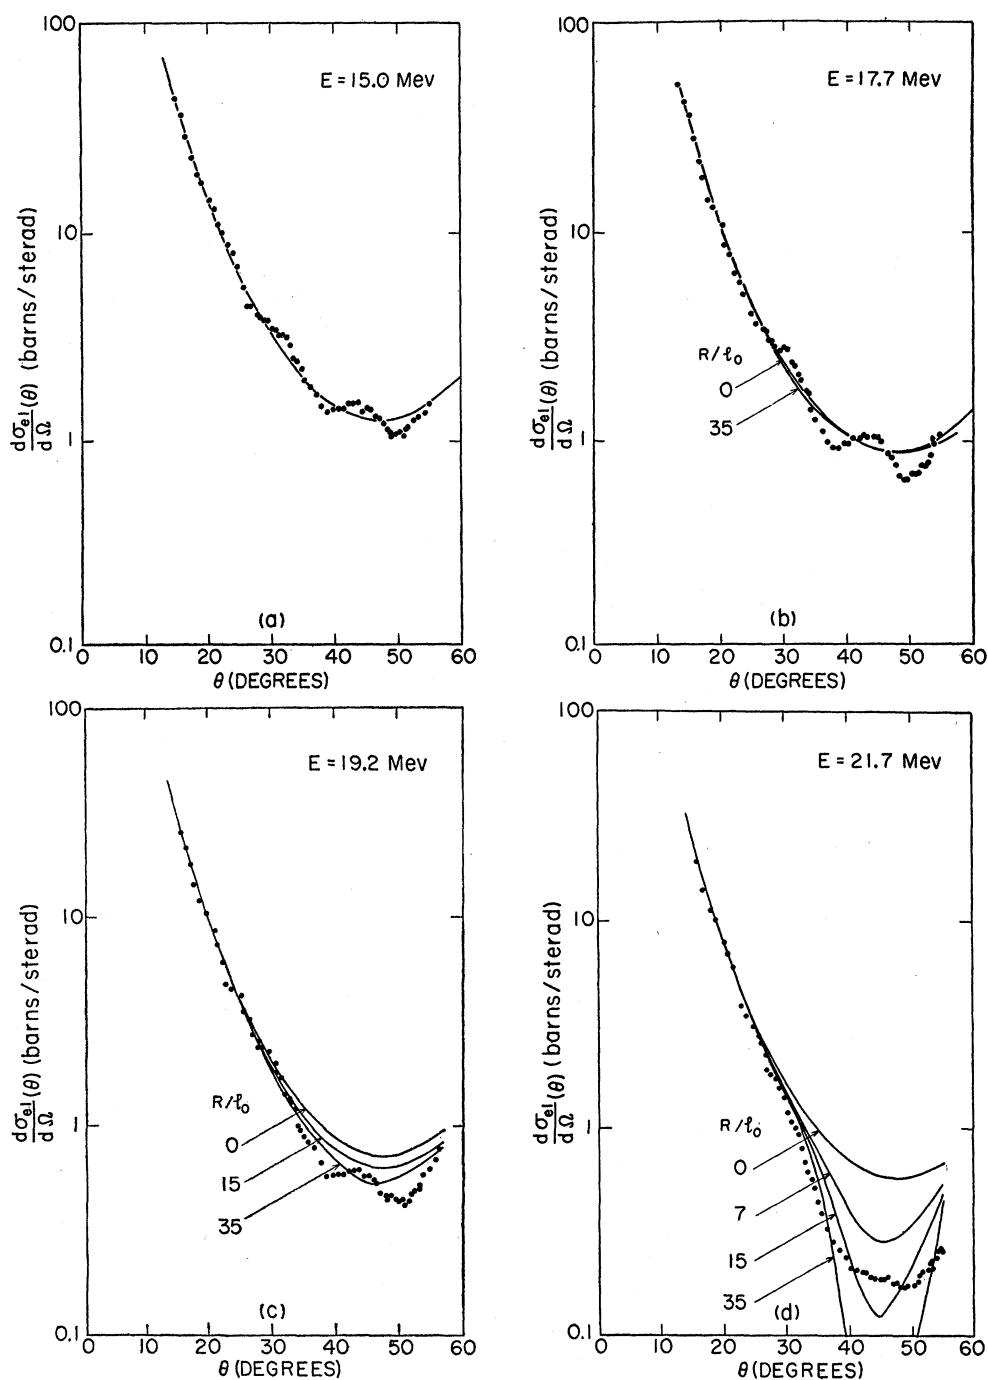 100
10
1
0.1
dσel/dΩ (θ) (barns/sterad)
E = 15.0 Mev
(a)
0 10 20 30 40 50 60
θ (DEGREES)
100
10
1
0.1
dσel/dΩ (θ) (barns/sterad)
E = 17.7 Mev
R/ℓ0
0
35
(b)
0 10 20 30 40 50 60
θ (DEGREES)
100
10
1
0.1
dσel/dΩ (θ) (barns/sterad)
E = 19.2 Mev
R/ℓ0
0
15
35
(c)
0 10 20 30 40 50 60
θ (DEGREES)
100
10
1
0.1
dσel/dΩ (θ) (barns/sterad)
E = 21.7 Mev
R/ℓ0
0
7
15
35
(d)
0 10 20 30 40 50 60
θ (DEGREES)